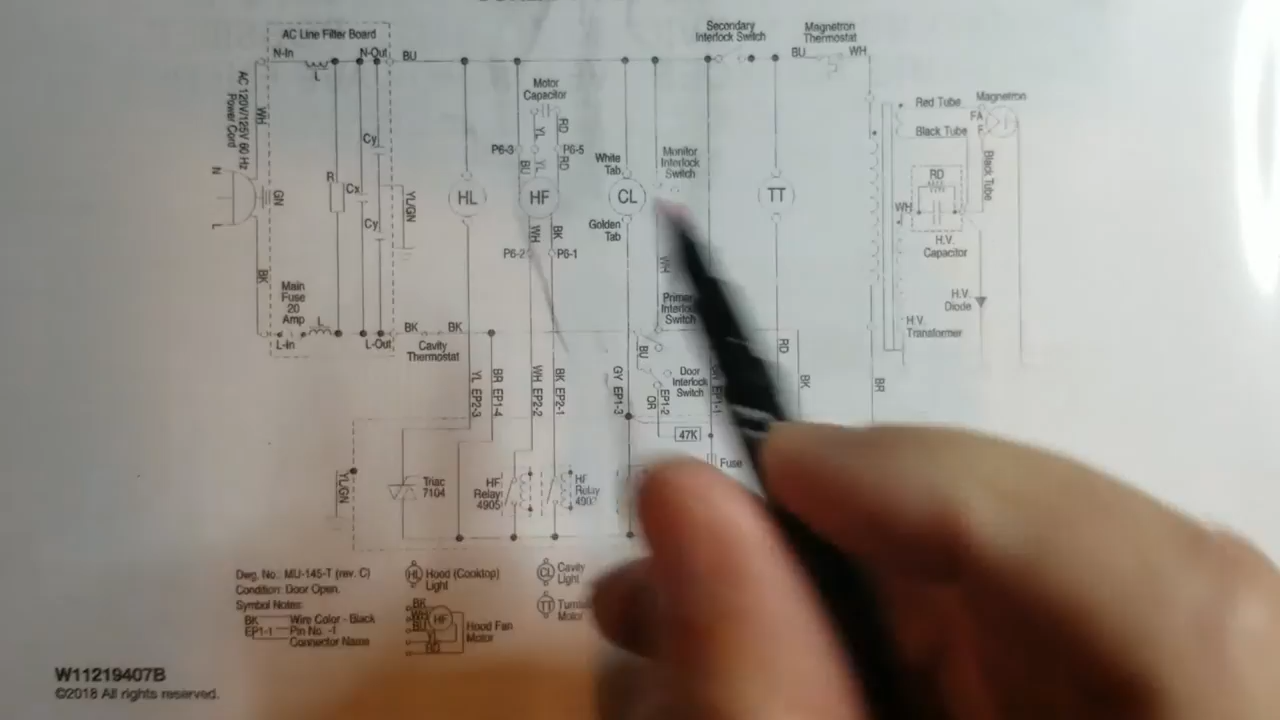 AC Line Filter Board
N-In
N-Out
BU
L
AC 120V/125V 60 Hz
Power Cord
WH
N
L
GN
BK
R
Cx
Cy
Cy
YL/GN
Main
Fuse
20
Amp
L
L-In
L-Out
BK
BK
Cavity
Thermostat
HL
Motor
Capacitor
YL
RD
P6-3
P6-5
BU
YL
RD
HF
WH
BK
P6-2
P6-1
White
Tab
CL
Golden
Tab
Monitor
Interlock
Switch
WH
Secondary
Interlock Switch
TT
Magnetron
Thermostat
BU
WH
Red Tube
Black Tube
Magnetron
FA
F
Black Tube
RD
WH
H.V.
Capacitor
H.V.
Diode
H.V.
Transformer
Interlock
Switch
BU
Door
Interlock
Switch
RD
BK
BR
YL EP2-3
BR EP1-4
WH EP2-2
BK EP2-1
GY EP1-3
OR
EP1-2
EP1-1
47K
Fuse
YL/GN
Triac
7104
HF
Relay
4905
HF
Relay
Dwg. No.: MU-145-T (rev. C)
Condition: Door Open.
Symbol Notes:
BK Wire Color - Black
EP1-1 Pin No. -1
Connector Name
HL Hood (Cooktop)
Light
BK
WH
HF
BU
YL
RD
Hood Fan
Motor
CL Cavity
Light
TT
Motor
W11219407B
©2018 All rights reserved.